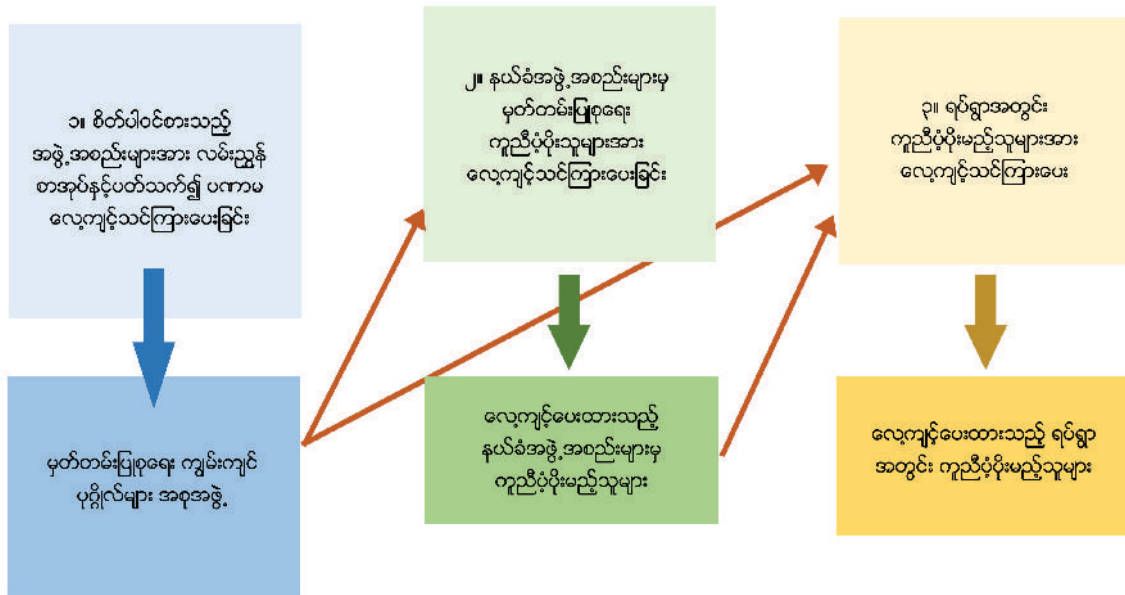 ၁။ စိတ်ပါဝင်စားသည့်
အဖွဲ့အစည်းများအား လမ်းညွှန်
စာအုပ်နှင့်ပတ်သက်၍ ပဏာမ
လေ့ကျင့်သင်ကြားပေးခြင်း
မှတ်တမ်းပြုစုရေး ကျွမ်းကျင်
ပုဂ္ဂိုလ်များ အစုအဖွဲ့
၂။ နယ်ခံအဖွဲ့အစည်းများမှ
မှတ်တမ်းပြုစုရေး
ကူညီပံ့ပိုးသူများအား
လေ့ကျင့်သင်ကြားပေးခြင်း
လေ့ကျင့်ပေးထားသည့်
နယ်ခံအဖွဲ့အစည်းများမှ
ကူညီပံ့ပိုးမည့်သူများ
၃။ ရပ်ရွာအတွင်း
ကူညီပံ့ပိုးမည့်သူများအား
လေ့ကျင့်သင်ကြားပေး
လေ့ကျင့်ပေးထားသည့် ရပ်ရွာ
အတွင်း ကူညီပံ့ပိုးမည့်သူများ